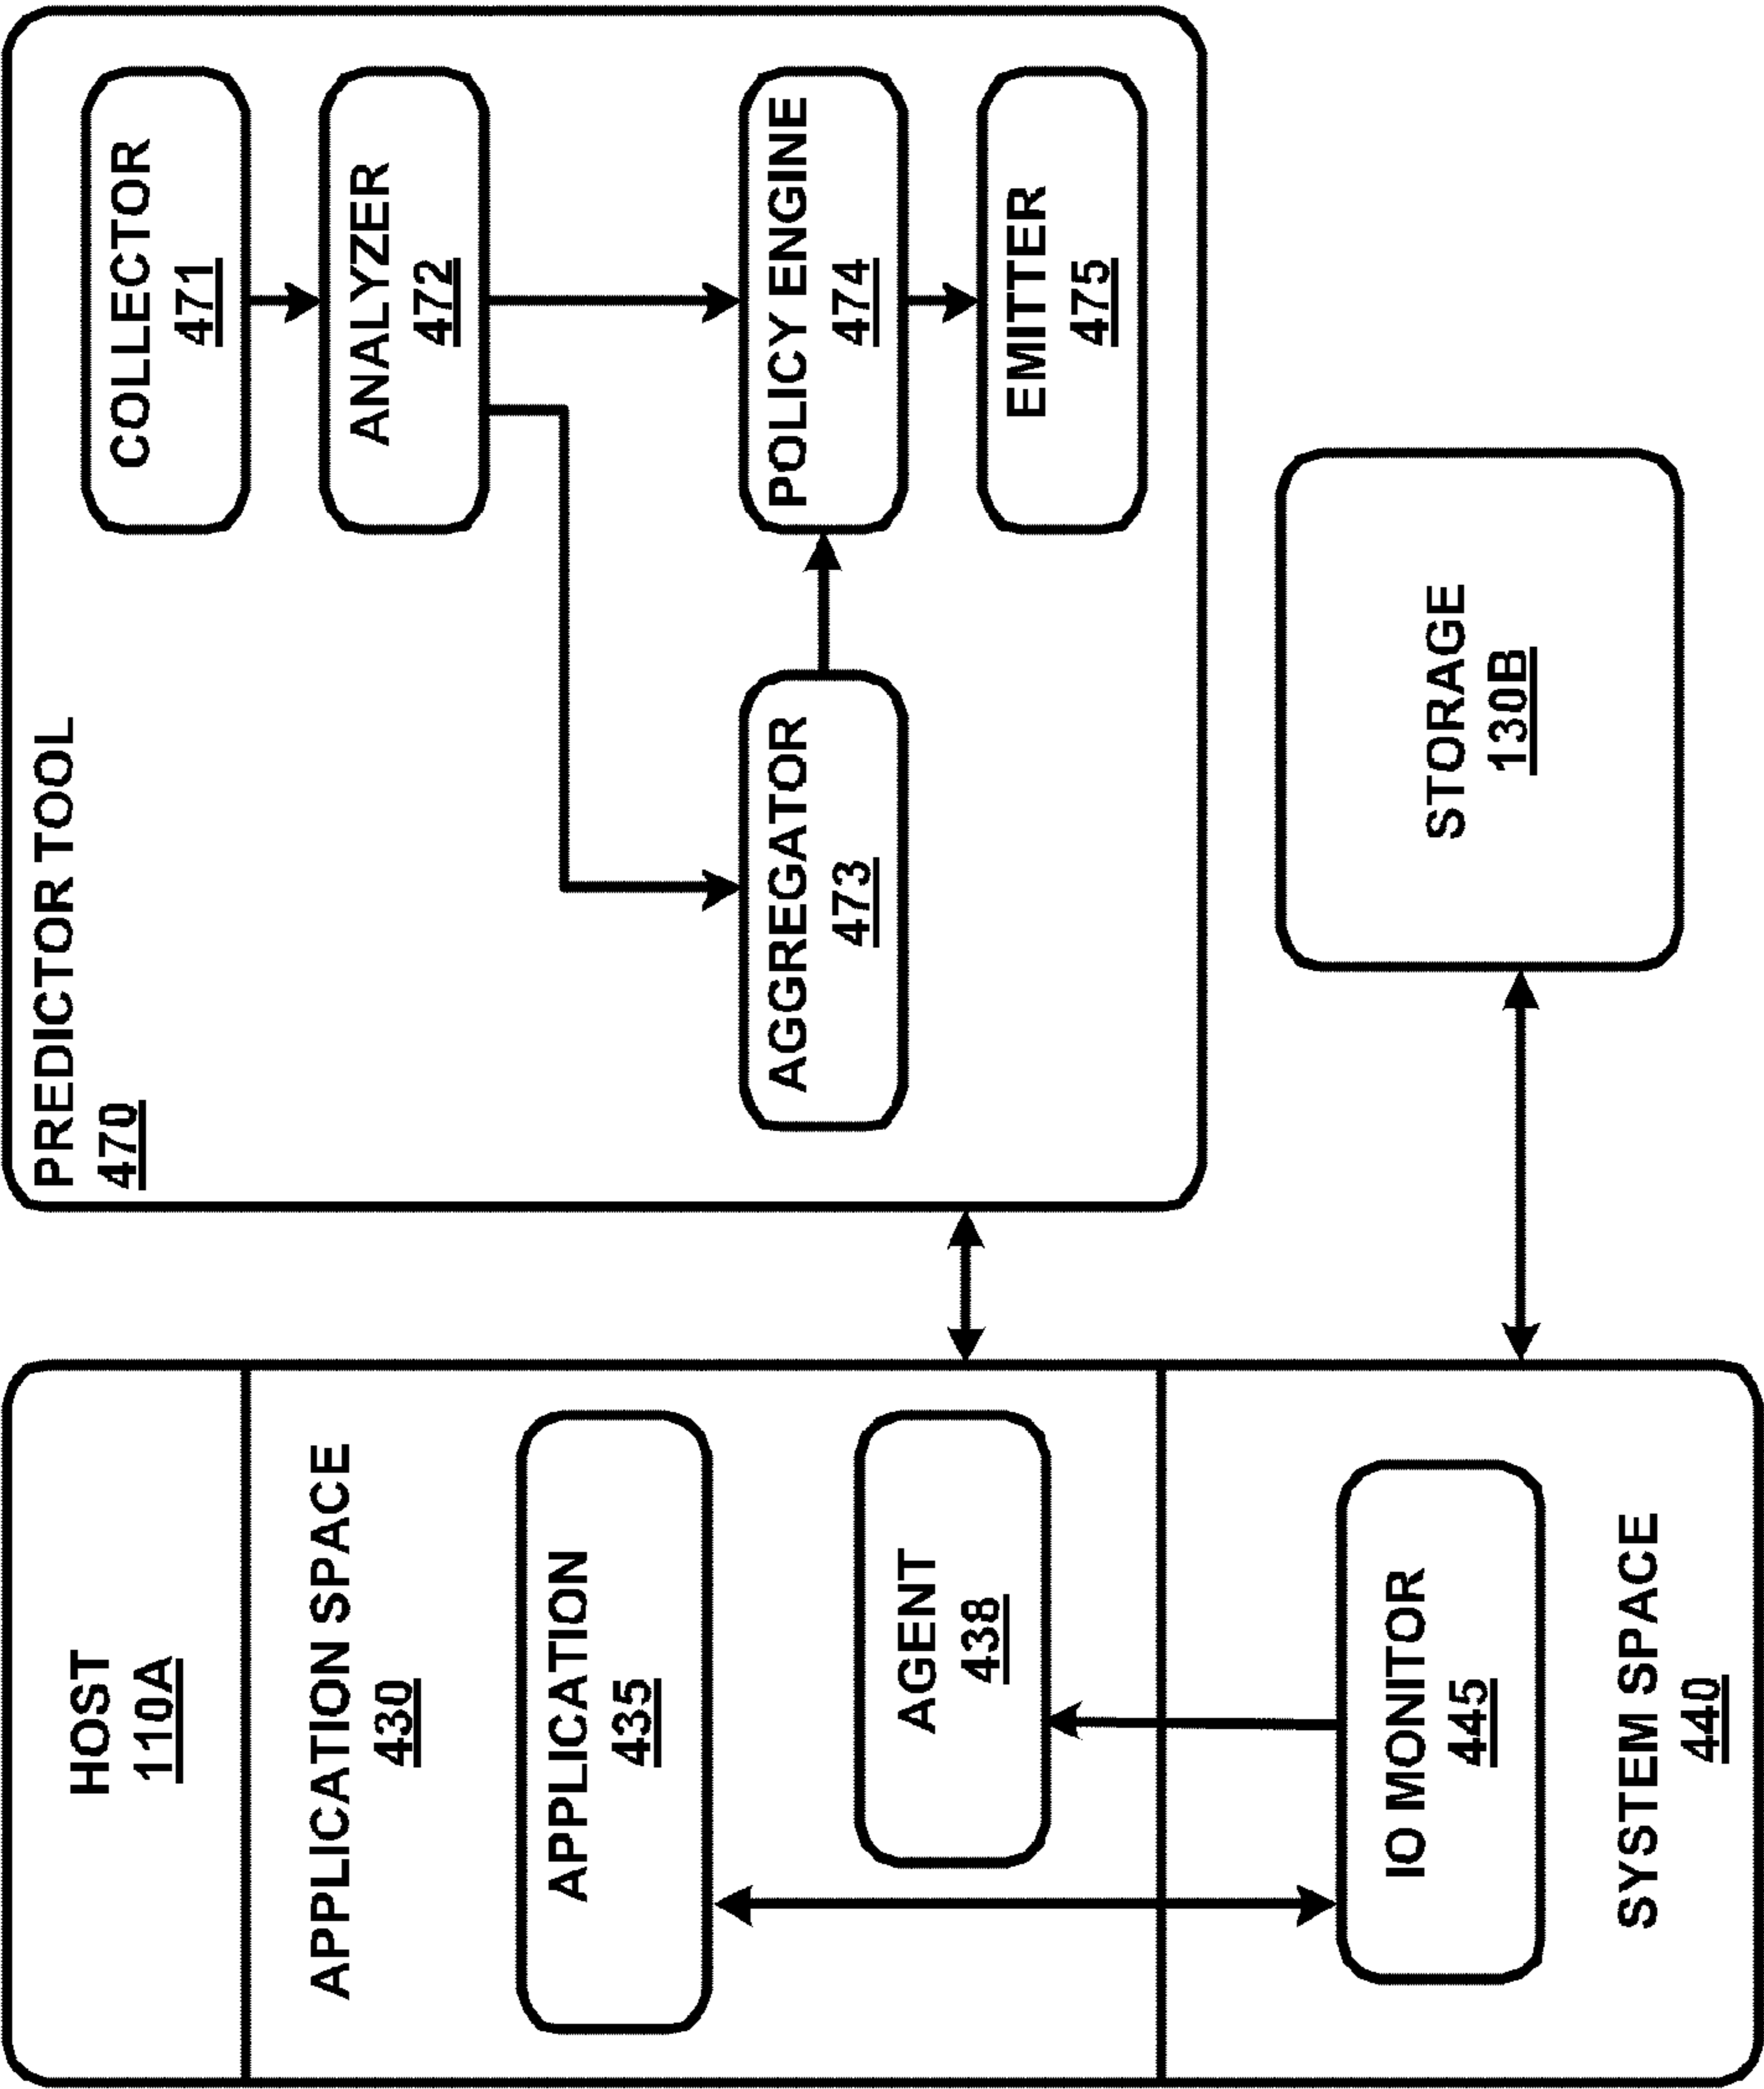 HOST
110A
APPLICATION SPACE
430
APPLICATION
435
AGENT
438
IO MONITOR
445
SYSTEM SPACE
440
PREDICTOR TOOL
470
COLLECTOR
471
ANALYZER
472
AGGREGATOR
473
POLICY ENGINE
474
EMITTER
475
STORAGE
130B